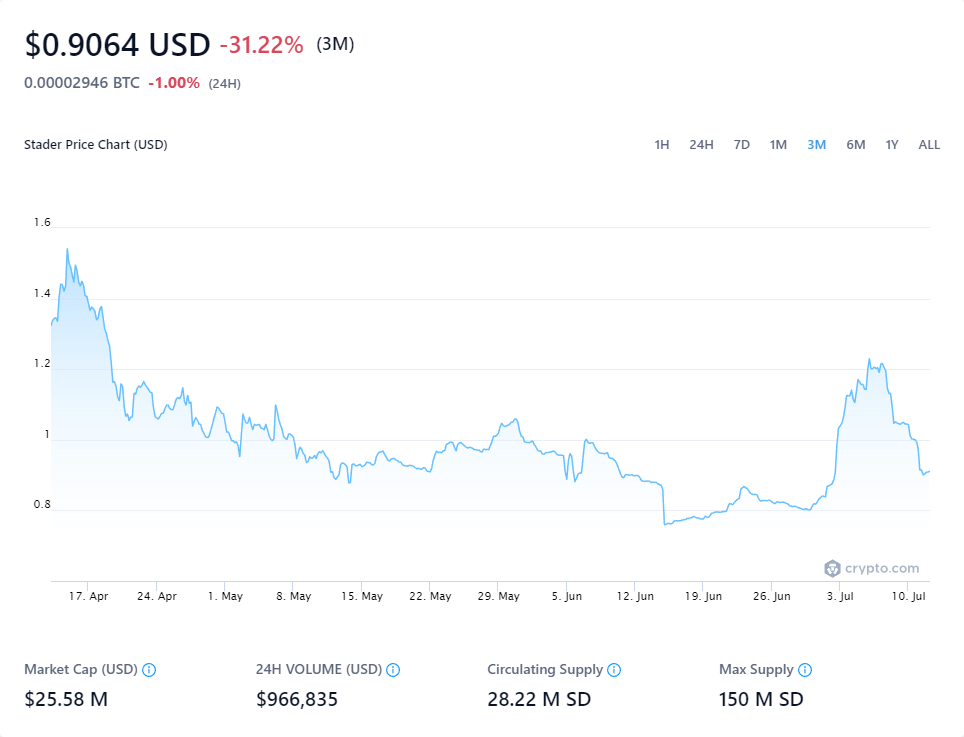 $0.9064 USD -31.22% (3M)
0.00002946 BTC -1.00% (24H)
Stader Price Chart (USD)
1H 24H 7D 1M 3M 6M 1Y ALL
1.6
1.4
1.2
1
0.8
crypto.com
17. Apr 24. Apr 1. May 8. May 15. May 22. May 29. May 5. Jun 12. Jun 19. Jun 26. Jun 3. Jul 10. Jul
Market Cap (USD) 24H VOLUME (USD) Circulating Supply Max Supply
$25.58 M $966,835 28.22 M SD 150 M SD